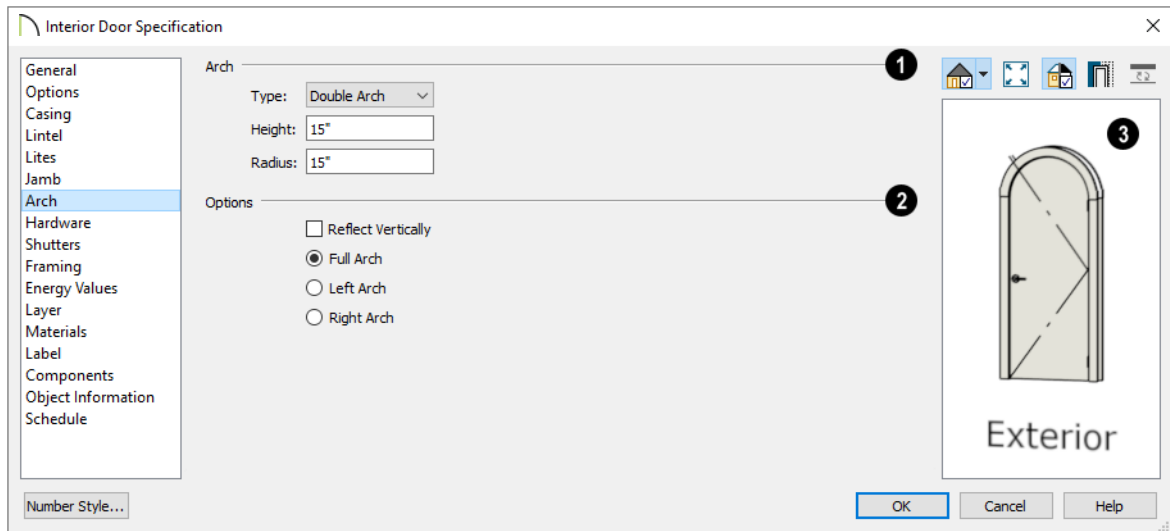 Interior Door Specification
General
Options
Casing
Lintel
Lites
Jamb
Arch
Hardware
Shutters
Framing
Energy Values
Layer
Materials
Label
Components
Object Information
Schedule
Arch
1
Type: Double Arch
Height: 15"
Radius: 15"
Options
2
Reflect Vertically
Full Arch
Left Arch
Right Arch
3
Exterior
Number Style...
OK
Cancel
Help